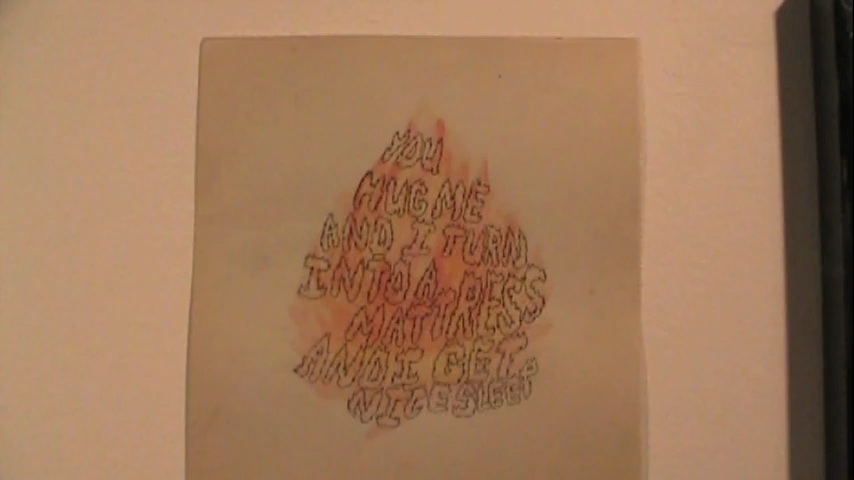 YOU
HUG ME
AND I TURN
INTO A
MATTRESS
AND I GET
NICE SLEEP